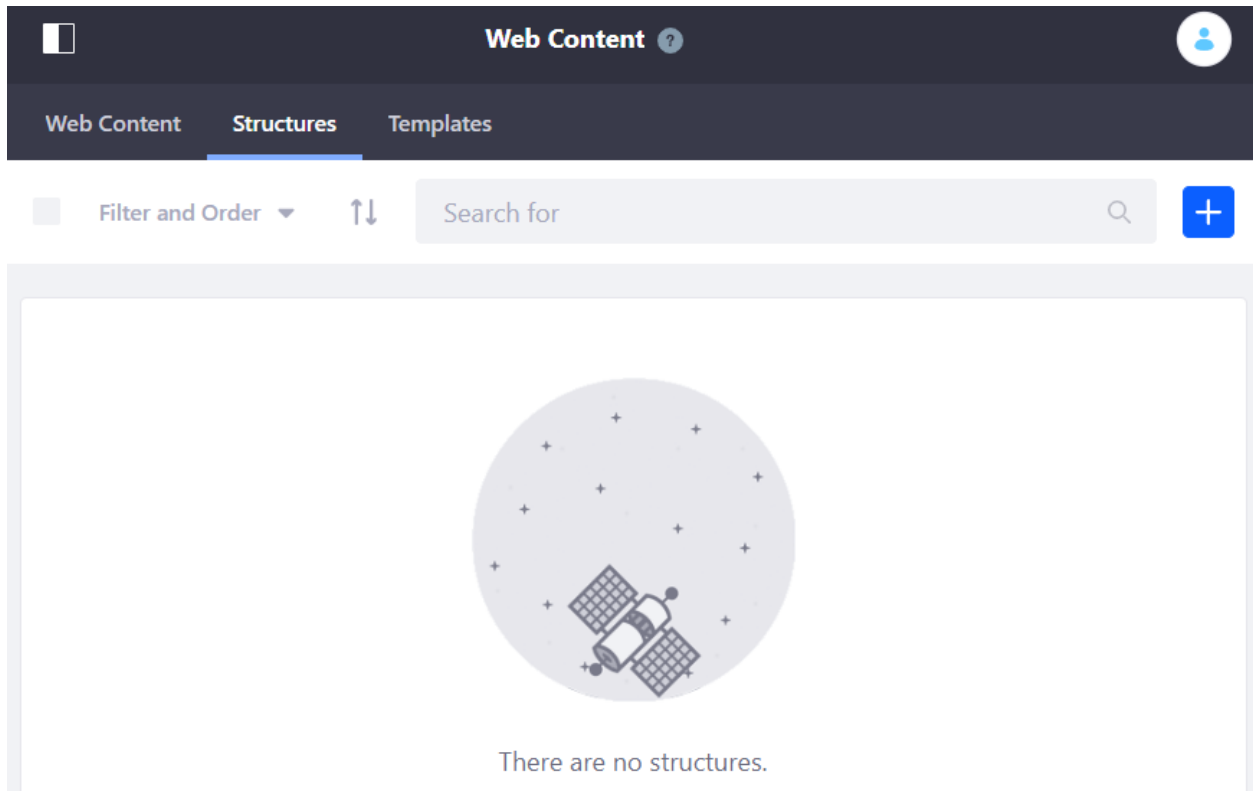 Web Content ?
Web Content Structures Templates
Filter and Order Search for
There are no structures.